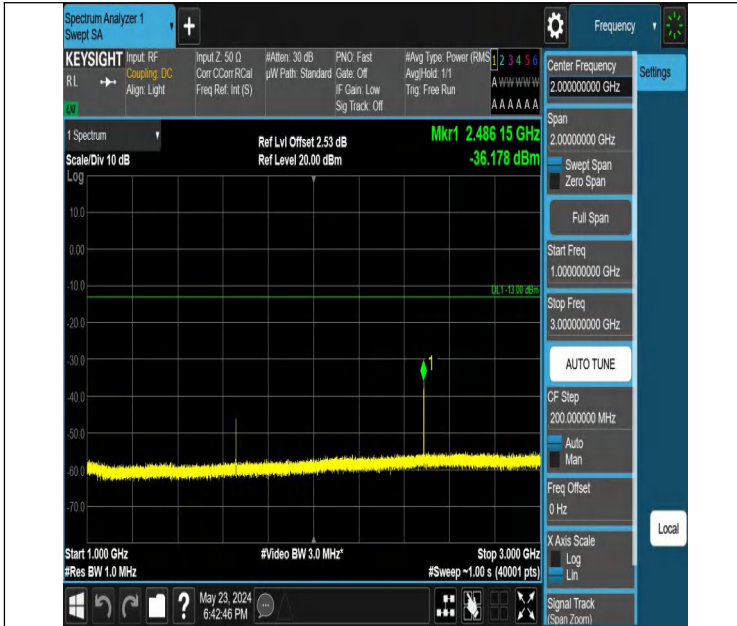 Spectrum Analyzer 1
Swept SA
+
Frequency
KEYSIGHT
RL
Input: RF
Coupling: DC
Align: Light
Input Z: 50 Ω
Corr CCorr RCal
Freq Ref: Int (S)
#Atten: 30 dB
µW Path: Standard
PNO: Fast
Gate: Off
IF Gain: Low
Sig Track: Off
#Avg Type: Power (RMS
Avg|Hold: 1/1
Trig: Free Run
1 2 3 4 5 6
A W W W W W
A A A A A A
1 Spectrum
Scale/Div 10 dB
Ref Lvl Offset 2.53 dB
Ref Level 20.00 dBm
Mkr1 2.486 15 GHz
-36.178 dBm
Log
10.0
0.00
-10.0
DL1 -13.00 dBm
-20.0
-30.0
1
-40.0
-50.0
-60.0
-70.0
Start 1.000 GHz
#Res BW 1.0 MHz
#Video BW 3.0 MHz*
Stop 3.000 GHz
#Sweep ~1.00 s (40001 pts)
?
May 23, 2024
6:42:46 PM
Center Frequency
2.000000000 GHz
Settings
Span
2.00000000 GHz
Swept Span
Zero Span
Full Span
Start Freq
1.000000000 GHz
Stop Freq
3.000000000 GHz
AUTO TUNE
CF Step
200.000000 MHz
Auto
Man
Freq Offset
0 Hz
Local
X Axis Scale
Log
Lin
Signal Track
(Span Zoom)